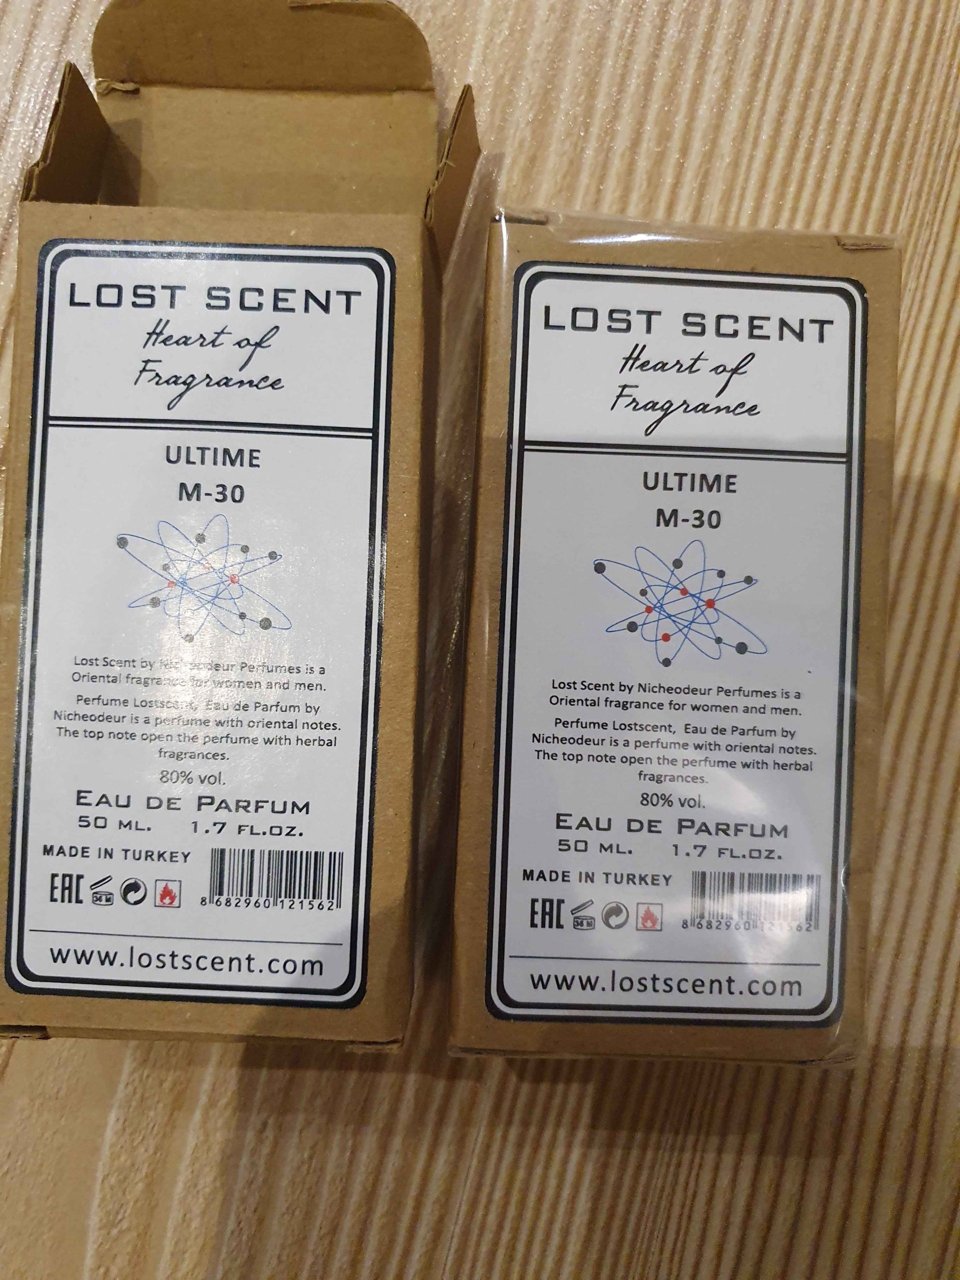 LOST SCENT
Heart of
Fragrance
ULTIME
M-30
Lost Scent by Nicheodeur Perfumes is a
Oriental fragrance for women and men.
Perfume Lostscent, Eau de Parfum by
Nicheodeur is a perfume with oriental notes.
The top note open the perfume with herbal
fragrances.
80% vol.
EAU DE PARFUM
50 ML. 1.7 FL.OZ.
MADE IN TURKEY
EAC
8 682960 121562
www.lostscent.com
LOST SCENT
Heart of
Fragrance
ULTIME
M-30
Lost Scent by Nicheodeur Perfumes is a
Oriental fragrance for women and men.
Perfume Lostscent, Eau de Parfum by
Nicheodeur is a perfume with oriental notes.
The top note open the perfume with herbal
fragrances.
80% vol.
EAU DE PARFUM
50 ML. 1.7 FL.OZ.
MADE IN TURKEY
EAC
8 682960 121562
www.lostscent.com